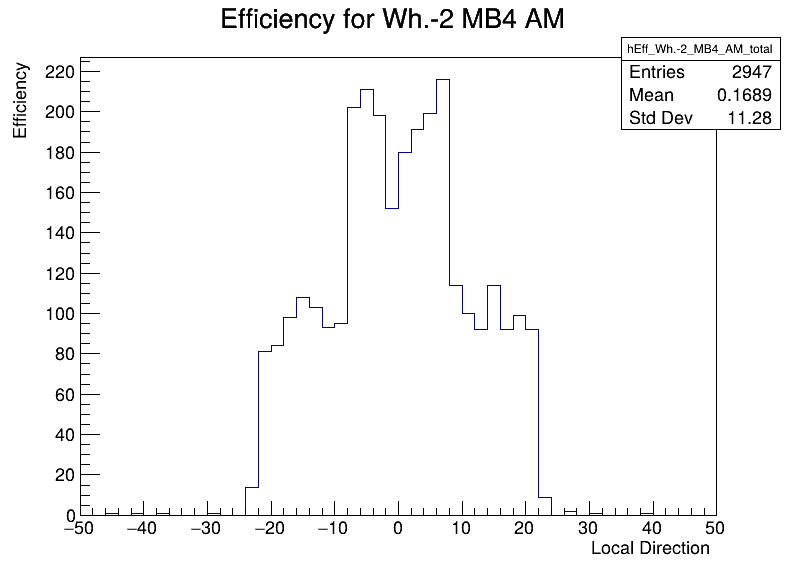 Efficiency for Wh.-2 MB4 AM
hEff_Wh.-2_MB4_AM_total
Entries 2947
Mean 0.1689
Std Dev 11.28
Efficiency
220
200
180
160
140
120
100
80
60
40
20
0
−50 −40 −30 −20 −10 0 10 20 30 40 50
Local Direction